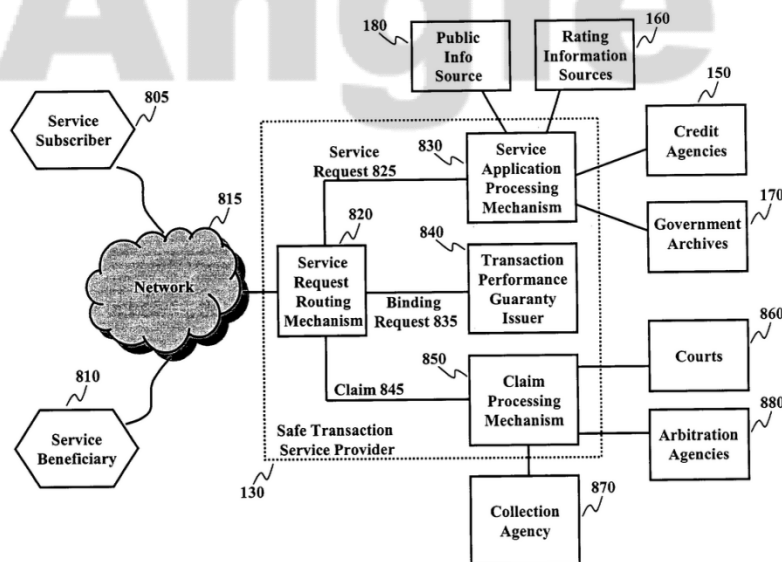 Angle
180
Public
Info
Source
160
Rating
Information
Sources
805
Service
Subscriber
150
Credit
Agencies
Service
Request 825
830
Service
Application
Processing
Mechanism
815
Network
820
Service
Request
Routing
Mechanism
170
Government
Archives
840
Transaction
Performance
Guaranty
Issuer
Binding
Request 835
860
Courts
850
Claim
Processing
Mechanism
Claim 845
810
Service
Beneficiary
Safe Transaction
Service Provider
130
880
Arbitration
Agencies
870
Collection
Agency